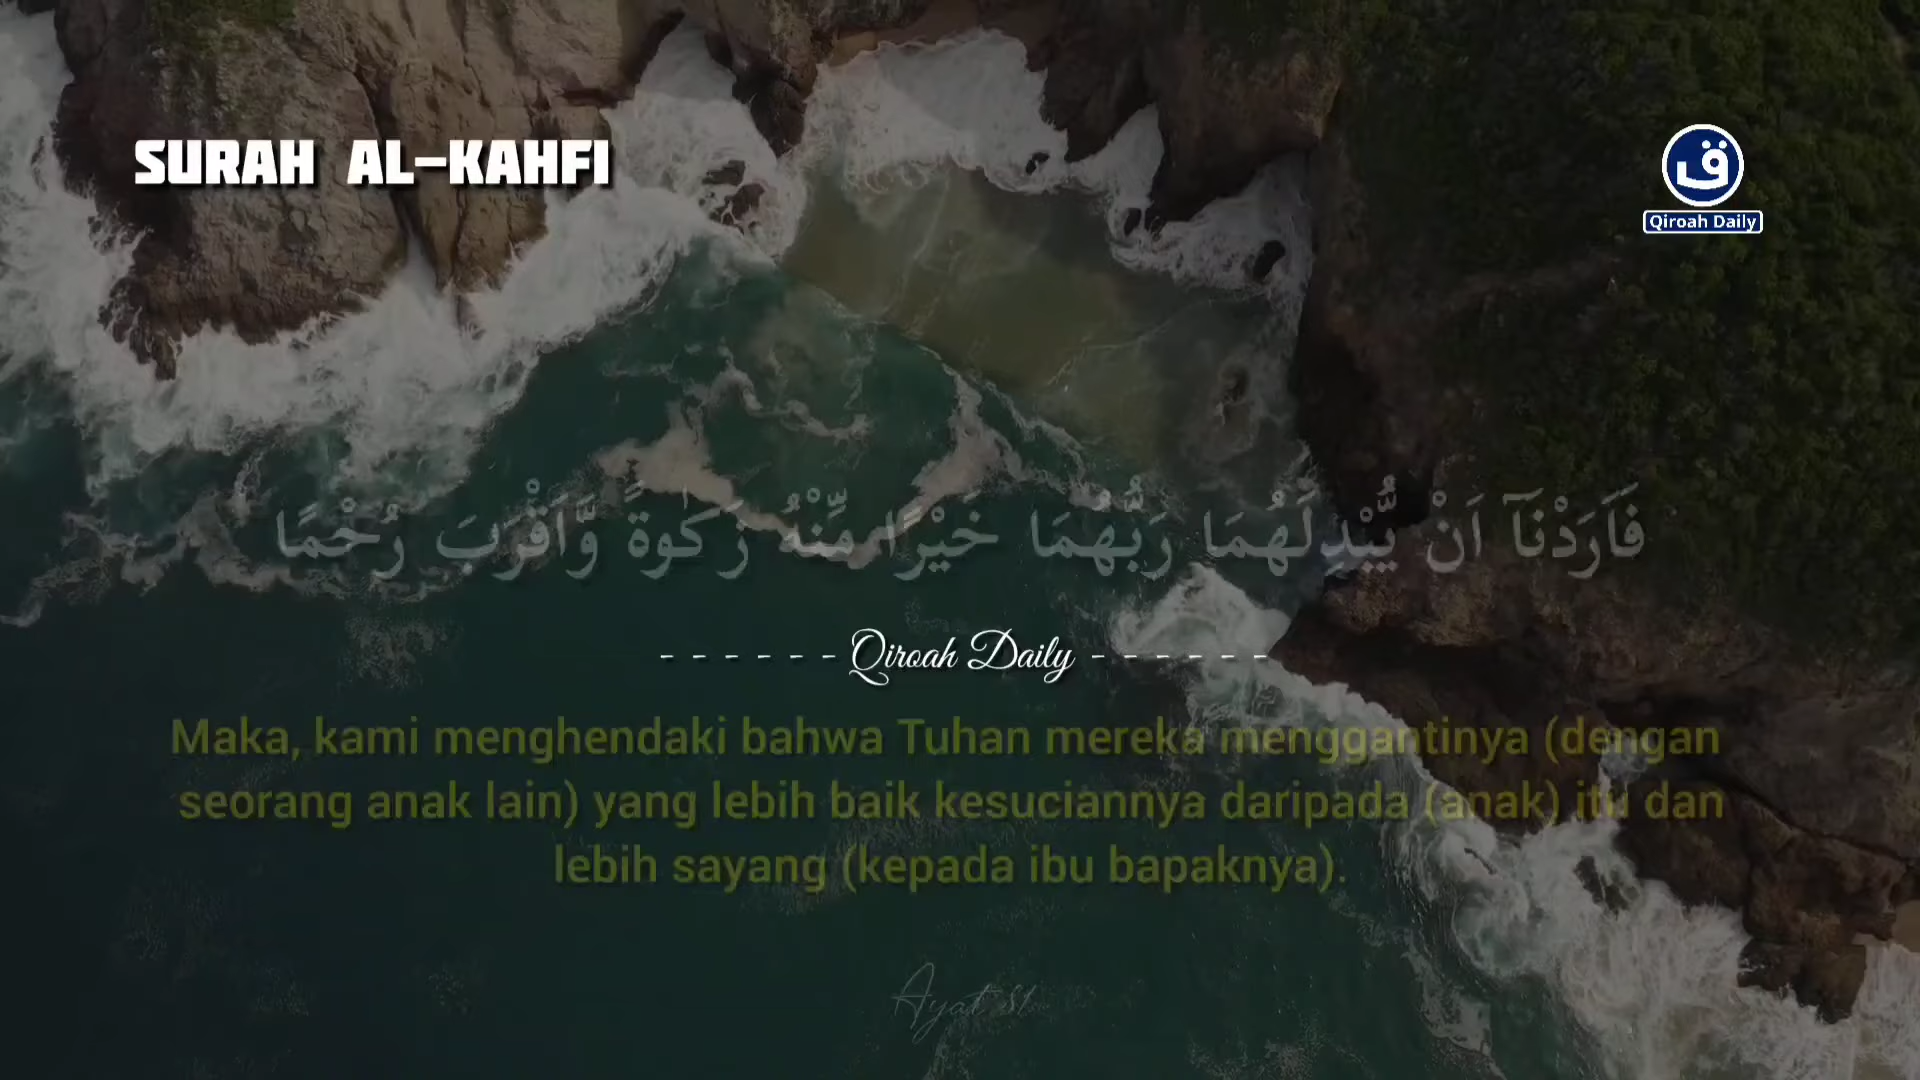 SURAH AL-KAHFI
ق
Qiroah Daily
فَاَرَدْنَآ اَنْ يُّبْدِلَهُمَا رَبُّهُمَا خَيْرًا مِّنْهُ زَكٰوةً وَّاَقْرَبَ رُحْمًا
- - - - - - Qiroah Daily - - - - - -
Maka, kami menghendaki bahwa Tuhan mereka menggantinya (dengan
seorang anak lain) yang lebih baik kesuciannya daripada (anak) itu dan
lebih sayang (kepada ibu bapaknya).
Ayat 81